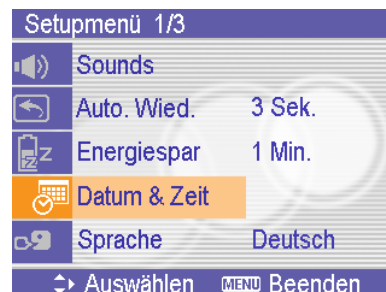 Setupmenü 1/3
Sounds
Auto. Wied. 3 Sek.
Energiespar 1 Min.
Datum & Zeit
Sprache Deutsch
Auswählen MENU Beenden